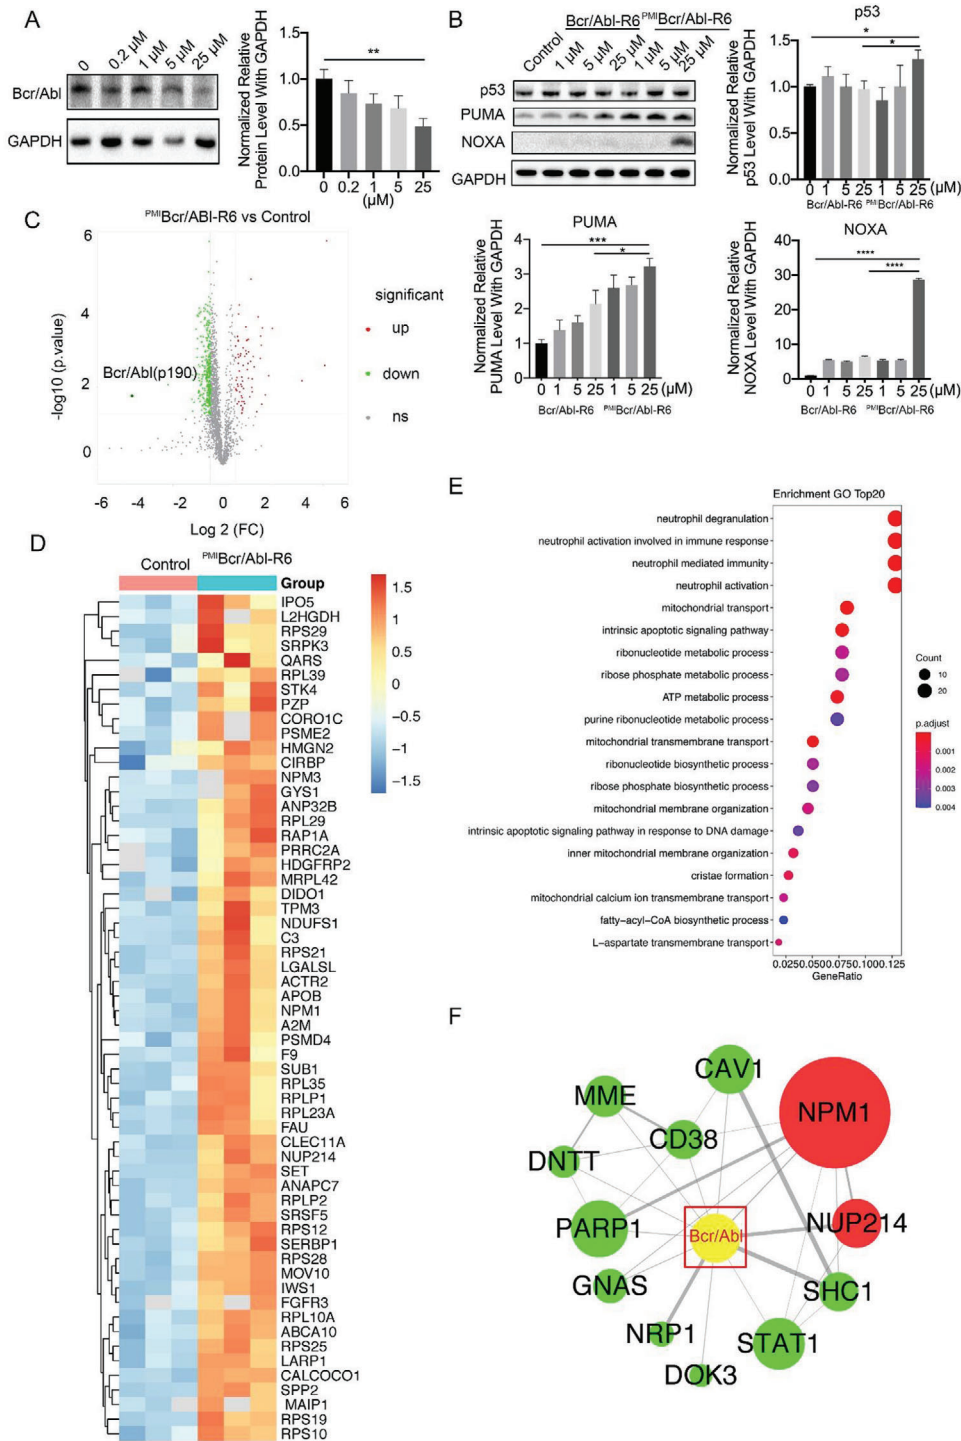 A
0
0.2 µM
1 µM
5 µM
25 µM
Bcr/Abl
GAPDH
Normalized Relative
Protein Level With GAPDH
1.5
1.0
0.5
0.0
**
0 0.2 1 5 25
(µM)
B
Bcr/Abl-R6 PMIBcr/Abl-R6
Control
1 µM
5 µM
25 µM
1 µM
5 µM
25 µM
p53
PUMA
NOXA
GAPDH
p53
Normalized Relative
p53 Level With GAPDH
1.5
1.0
0.5
0.0
*
*
0 1 5 25 1 5 25 (µM)
Bcr/Abl-R6 PMIBcr/Abl-R6
PUMA
Normalized Relative
PUMA Level With GAPDH
4
3
2
1
0
***
*
0 1 5 25 1 5 25 (µM)
Bcr/Abl-R6 PMIBcr/Abl-R6
NOXA
Normalized Relative
NOXA Level With GAPDH
40
30
20
10
0
****
****
0 1 5 25 1 5 25 (µM)
Bcr/Abl-R6 PMIBcr/Abl-R6
C
PMIBcr/ABl-R6 vs Control
-log10 (p.value)
6
4
2
0
Bcr/Abl(p190)
-6 -4 -2 0 2 4 6
Log 2 (FC)
significant
up
down
ns
D
Control PMIBcr/Abl-R6
Group
IPO5
L2HGDH
RPS29
SRPK3
QARS
RPL39
STK4
PZP
CORO1C
PSME2
HMGN2
CIRBP
NPM3
GYS1
ANP32B
RPL29
RAP1A
PRRC2A
HDGFRP2
MRPL42
DIDO1
TPM3
NDUFS1
C3
RPS21
LGALSL
ACTR2
APOB
NPM1
A2M
PSMD4
F9
SUB1
RPL35
RPLP1
RPL23A
FAU
CLEC11A
NUP214
SET
ANAPC7
RPLP2
SRSF5
RPS12
SERBP1
RPS28
MOV10
IWS1
FGFR3
RPL10A
ABCA10
RPS25
LARP1
CALCOCO1
SPP2
MAIP1
RPS19
RPS10
1.5
1
0.5
0
−0.5
−1
−1.5
E
Enrichment GO Top20
neutrophil degranulation
neutrophil activation involved in immune response
neutrophil mediated immunity
neutrophil activation
mitochondrial transport
intrinsic apoptotic signaling pathway
ribonucleotide metabolic process
ribose phosphate metabolic process
ATP metabolic process
purine ribonucleotide metabolic process
mitochondrial transmembrane transport
ribonucleotide biosynthetic process
ribose phosphate biosynthetic process
mitochondrial membrane organization
intrinsic apoptotic signaling pathway in response to DNA damage
inner mitochondrial membrane organization
cristae formation
mitochondrial calcium ion transmembrane transport
fatty−acyl−CoA biosynthetic process
L−aspartate transmembrane transport
0.025 0.050 0.075 0.100 0.125
GeneRatio
Count
10
20
p.adjust
0.001
0.002
0.003
0.004
F
CAV1
NPM1
MME
CD38
DNTT
PARP1
Bcr/Abl
NUP214
GNAS
SHC1
NRP1
STAT1
DOK3